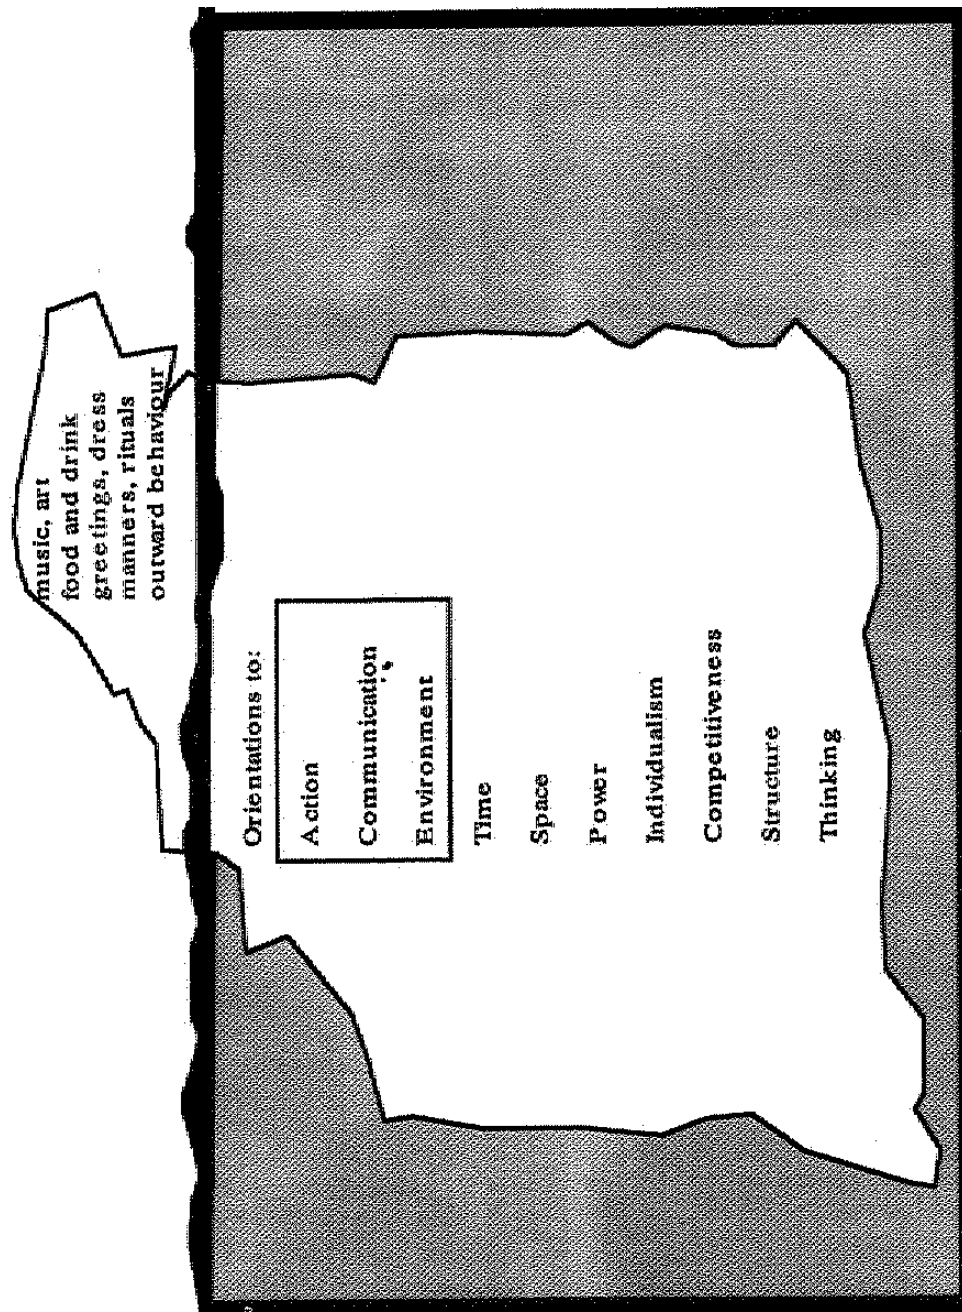 music, art
food and drink
greetings, dress
manners, rituals
outward behaviour
Orientations to:
Action
Communication
Environment
Time
Space
Power
Individualism
Competitiveness
Structure
Thinking